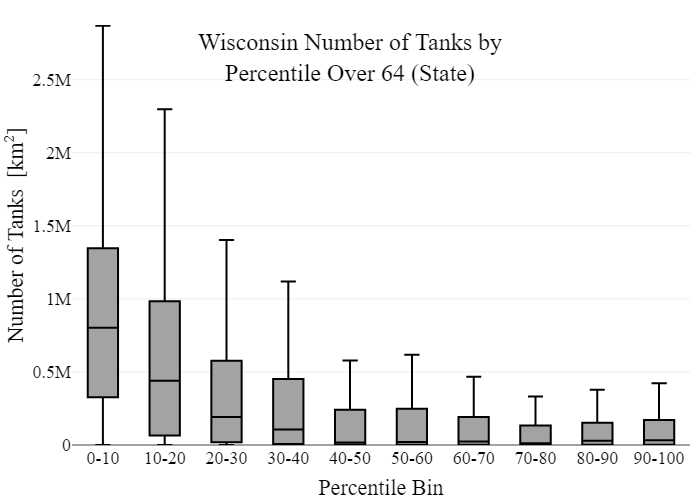 Wisconsin Number of Tanks by
Percentile Over 64 (State)
Number of Tanks [km²]
2.5M
2M
1.5M
1M
0.5M
0
0-10 10-20 20-30 30-40 40-50 50-60 60-70 70-80 80-90 90-100
Percentile Bin